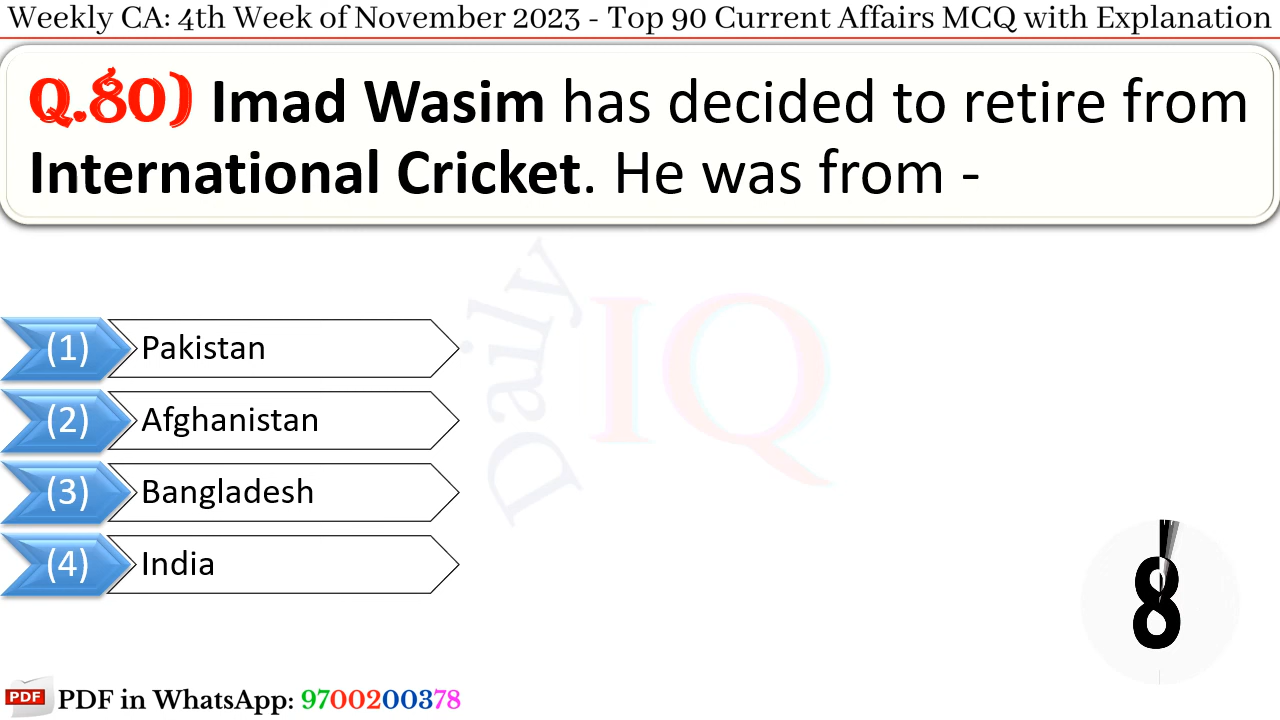 Weekly CA: 4th Week of November 2023 - Top 90 Current Affairs MCQ with Explanation
Q.80) Imad Wasim has decided to retire from
International Cricket. He was from -
Daily IQ
(1) Pakistan
(2) Afghanistan
(3) Bangladesh
(4) India
8
PDF PDF in WhatsApp: 9700200378